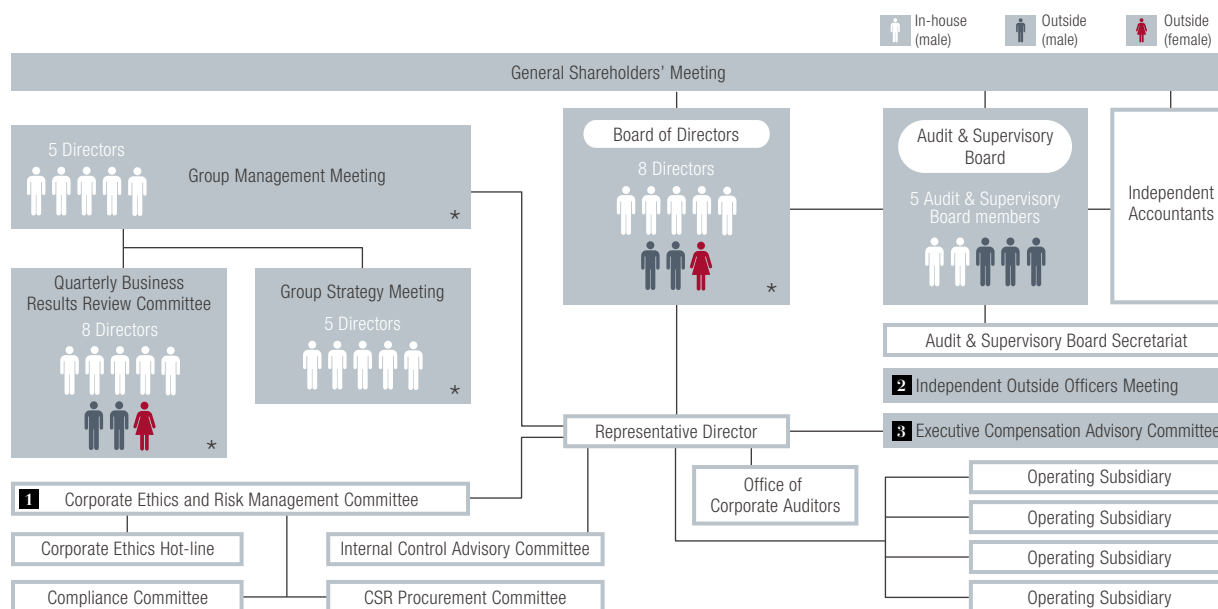 In-house
(male)
Outside
(male)
Outside
(female)
General Shareholders' Meeting
5 Directors
Group Management Meeting
*
Quarterly Business
Results Review Committee
8 Directors
*
Group Strategy Meeting
5 Directors
*
Board of Directors
8 Directors
*
Audit & Supervisory
Board
5 Audit & Supervisory
Board members
Independent
Accountants
Audit & Supervisory Board Secretariat
2 Independent Outside Officers Meeting
3 Executive Compensation Advisory Committee
Representative Director
Office of
Corporate Auditors
1 Corporate Ethics and Risk Management Committee
Corporate Ethics Hot-line
Internal Control Advisory Committee
Compliance Committee
CSR Procurement Committee
Operating Subsidiary
Operating Subsidiary
Operating Subsidiary
Operating Subsidiary